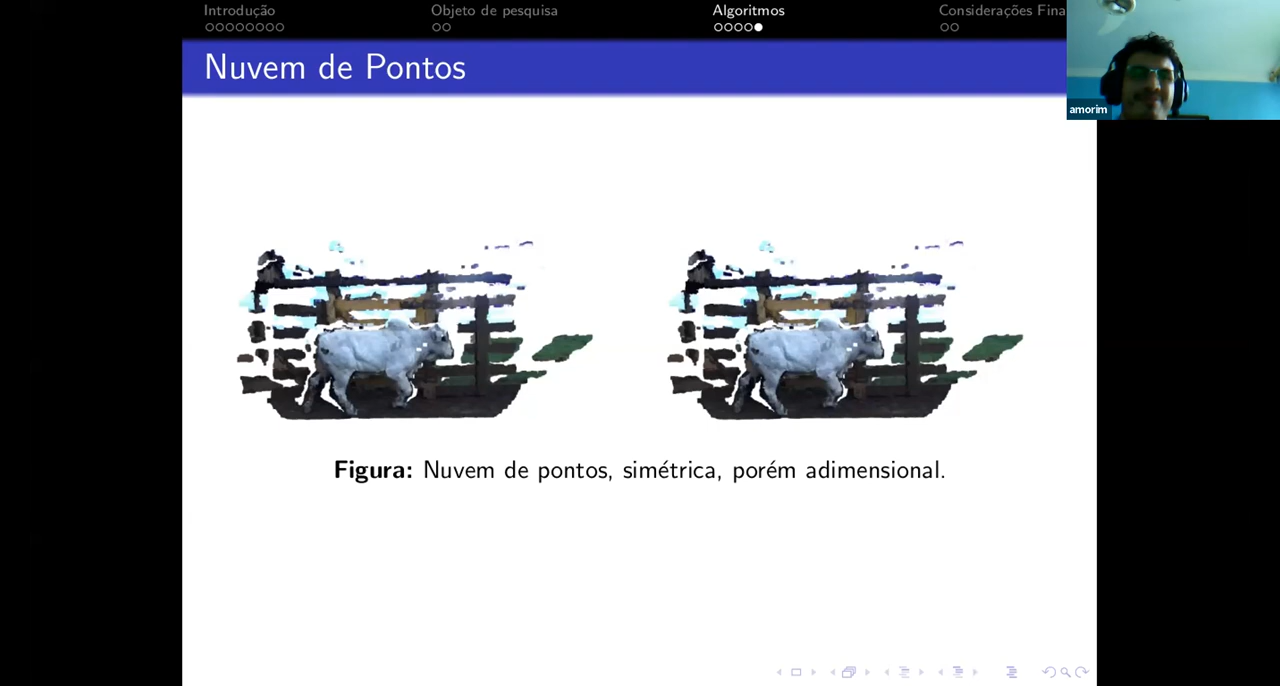 Introdução
Objeto de pesquisa
Algoritmos
Considerações Fina
amorim
Nuvem de Pontos
Figura: Nuvem de pontos, simétrica, porém adimensional.